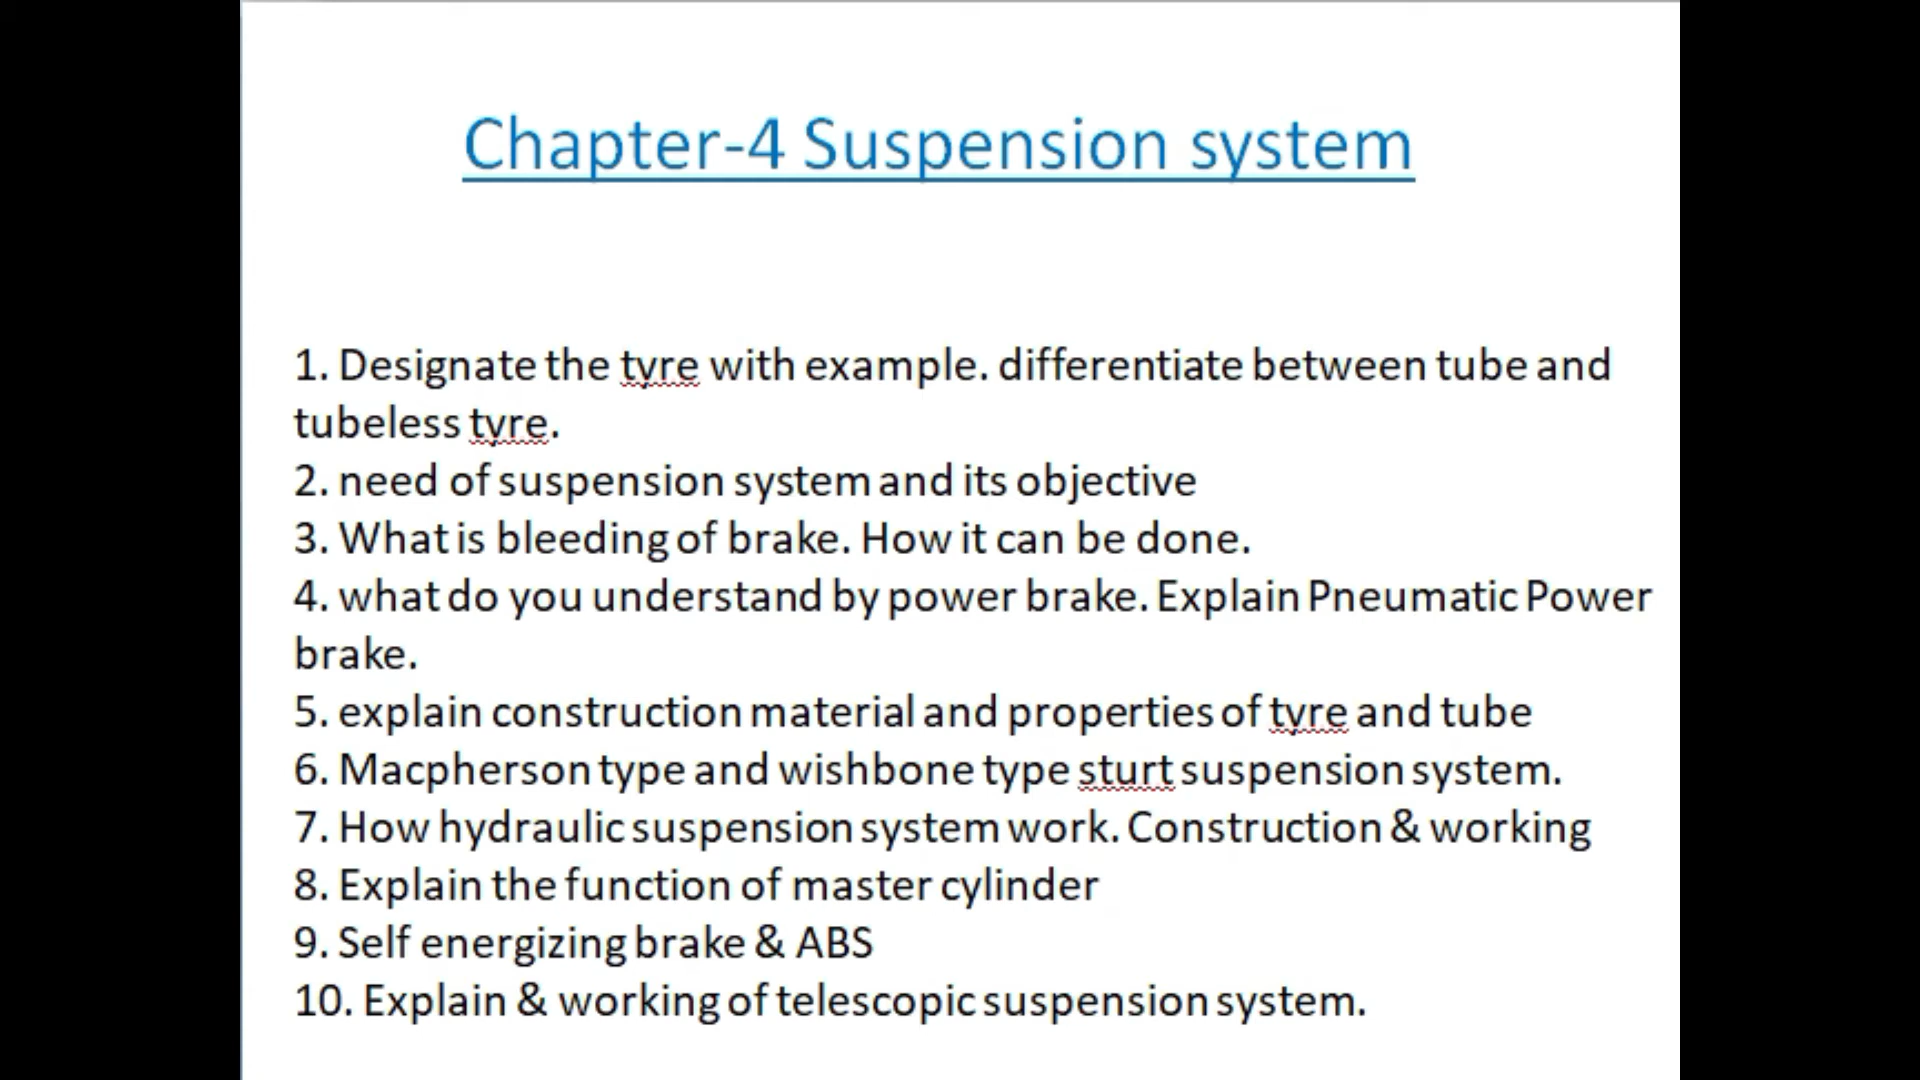 Chapter-4 Suspension system
1. Designate the tyre with example. differentiate between tube and
tubeless tyre.
2. need of suspension system and its objective
3. What is bleeding of brake. How it can be done.
4. what do you understand by power brake. Explain Pneumatic Power
brake.
5. explain construction material and properties of tyre and tube
6. Macpherson type and wishbone type sturt suspension system.
7. How hydraulic suspension system work. Construction & working
8. Explain the function of master cylinder
9. Self energizing brake & ABS
10. Explain & working of telescopic suspension system.